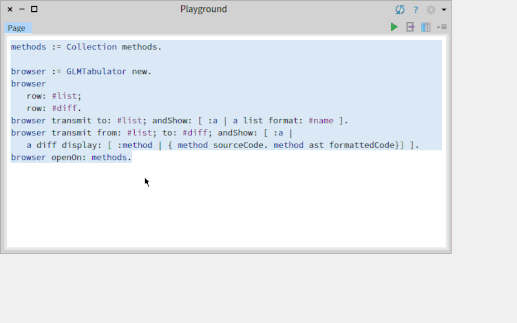 Playground
Page
methods := Collection methods.
browser := GLMTabulator new.
browser
row: #list;
row: #diff.
browser transmit to: #list; andShow: [ :a | a list format: #name ].
browser transmit from: #list; to: #diff; andShow: [ :a |
a diff display: [ :method | { method sourceCode. method ast formattedCode}] ].
browser openOn: methods.